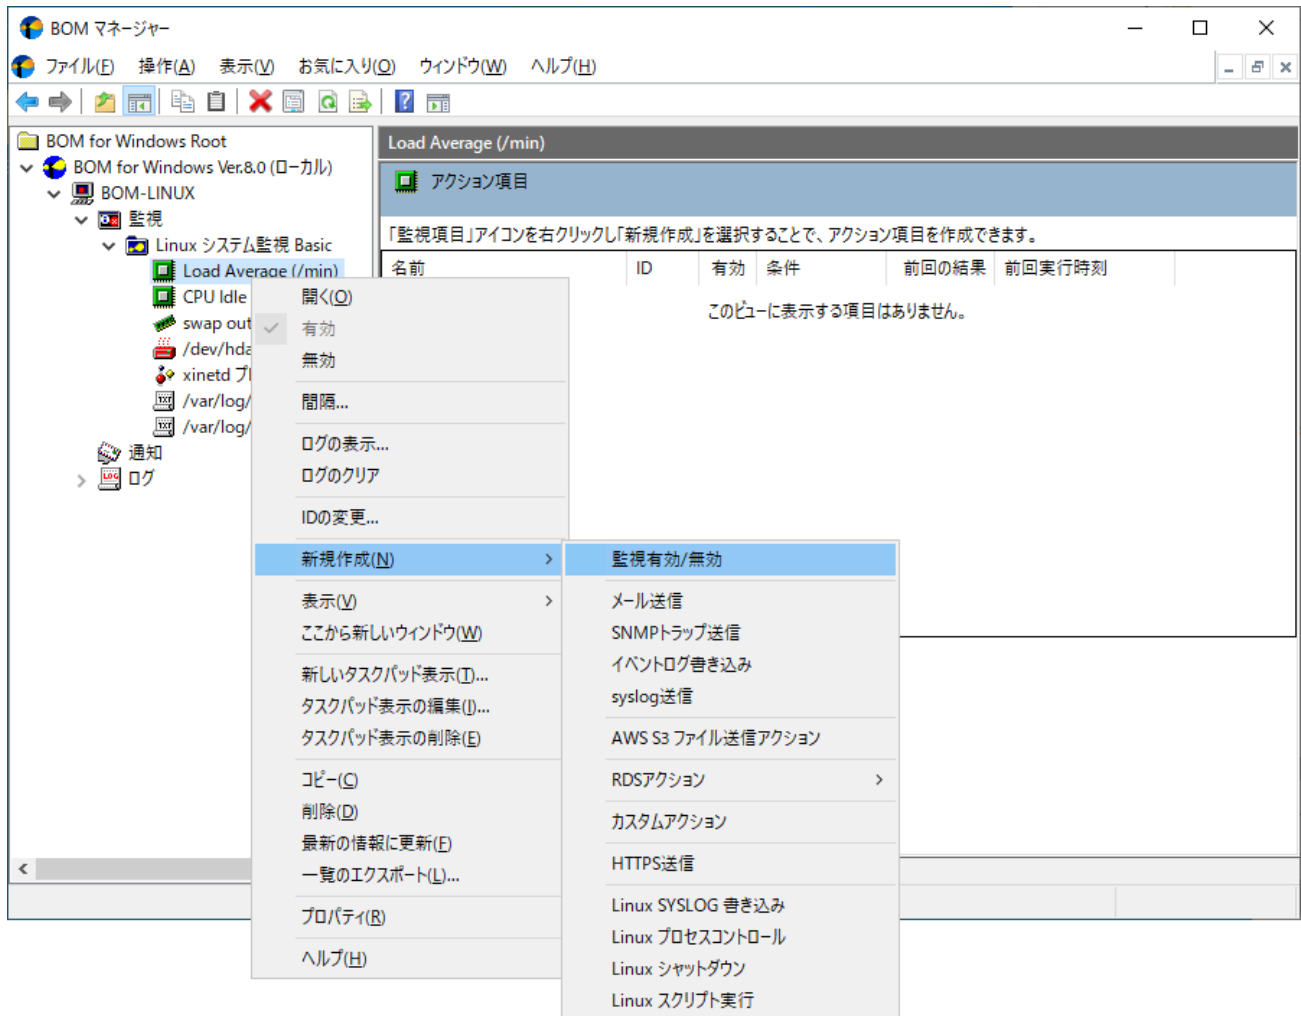 BOM マネージャー
ファイル(F) 操作(A) 表示(V) お気に入り(O) ウィンドウ(W) ヘルプ(H)
BOM for Windows Root
BOM for Windows Ver.8.0 (ローカル)
BOM-LINUX
監視
Linux システム監視 Basic
Load Average (/min)
CPU Idle
swap out
/dev/hda
xinetd プ
/var/log/
/var/log/
通知
ログ
Load Average (/min)
アクション項目
「監視項目」アイコンを右クリックし「新規作成」を選択することで、アクション項目を作成できます。
名前 ID 有効 条件 前回の結果 前回実行時刻
このビューに表示する項目はありません。
開く(O)
有効
無効
間隔...
ログの表示...
ログのクリア
IDの変更...
新規作成(N)
表示(V)
ここから新しいウィンドウ(W)
新しいタスクパッド表示(T)...
タスクパッド表示の編集(I)...
タスクパッド表示の削除(E)
コピー(C)
削除(D)
最新の情報に更新(F)
一覧のエクスポート(L)...
プロパティ(R)
ヘルプ(H)
監視有効/無効
メール送信
SNMPトラップ送信
イベントログ書き込み
syslog送信
AWS S3 ファイル送信アクション
RDSアクション
カスタムアクション
HTTPS送信
Linux SYSLOG 書き込み
Linux プロセスコントロール
Linux シャットダウン
Linux スクリプト実行